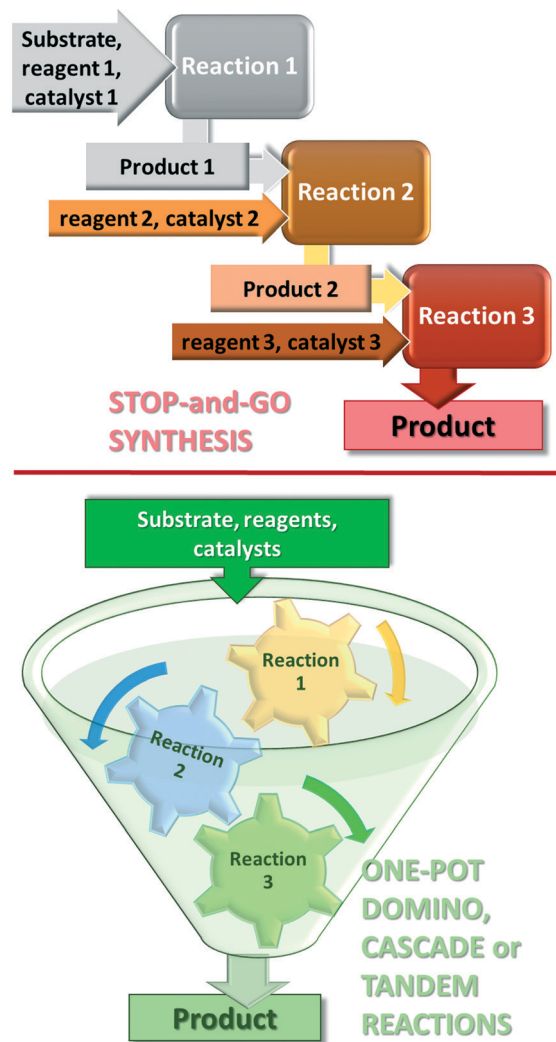 Substrate,
reagent 1,
catalyst 1
Reaction 1
Product 1
reagent 2, catalyst 2
Reaction 2
Product 2
reagent 3, catalyst 3
Reaction 3
STOP-and-GO
SYNTHESIS
Product
Substrate, reagents,
catalysts
Reaction
1
Reaction
2
Reaction
3
ONE-POT
DOMINO,
CASCADE or
TANDEM
REACTIONS
Product